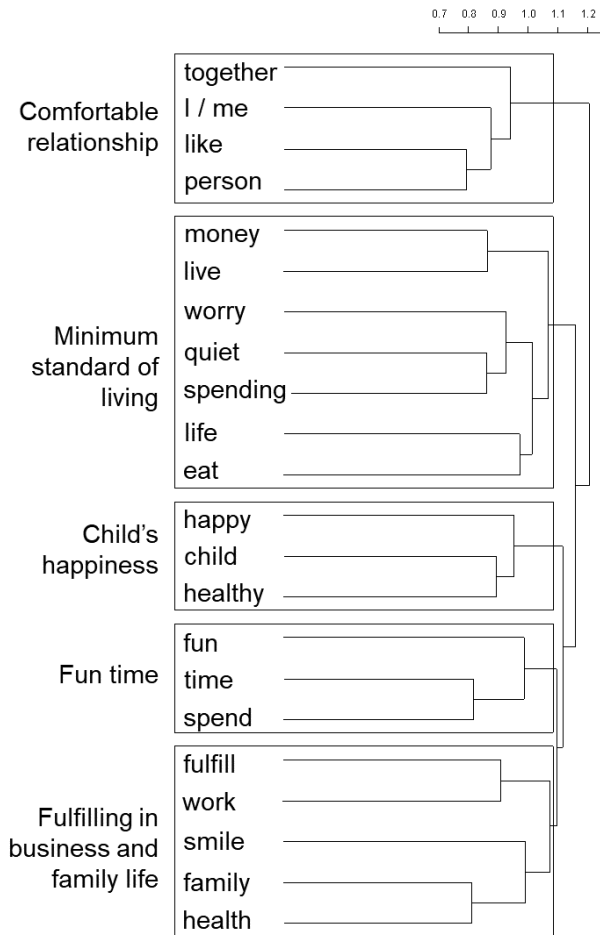 0.7 0.8 0.9 1.0 1.1 1.2
Comfortable
relationship
together
I / me
like
person
Minimum
standard of
living
money
live
worry
quiet
spending
life
eat
Child's
happiness
happy
child
healthy
Fun time
fun
time
spend
Fulfilling in
business and
family life
fulfill
work
smile
family
health